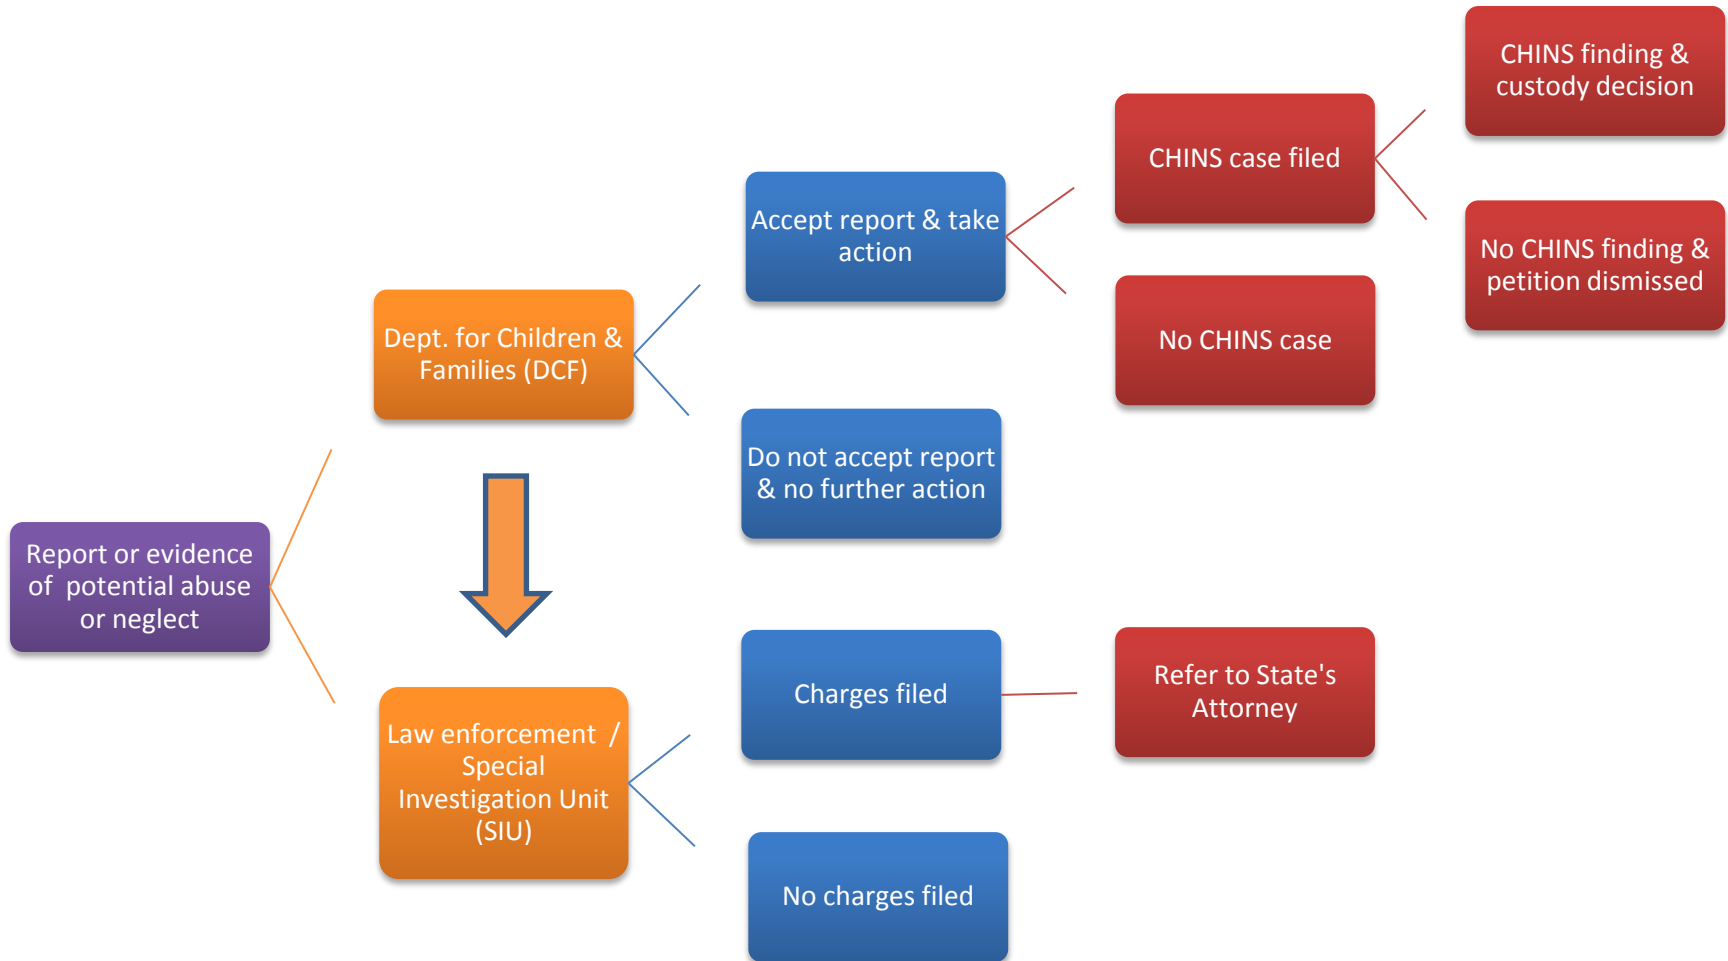 Report or evidence
of potential abuse
or neglect
Dept. for Children &
Families (DCF)
Accept report & take
action
CHINS case filed
CHINS finding &
custody decision
No CHINS finding &
petition dismissed
No CHINS case
Do not accept report
& no further action
Law enforcement /
Special
Investigation Unit
(SIU)
Charges filed
Refer to State's
Attorney
No charges filed